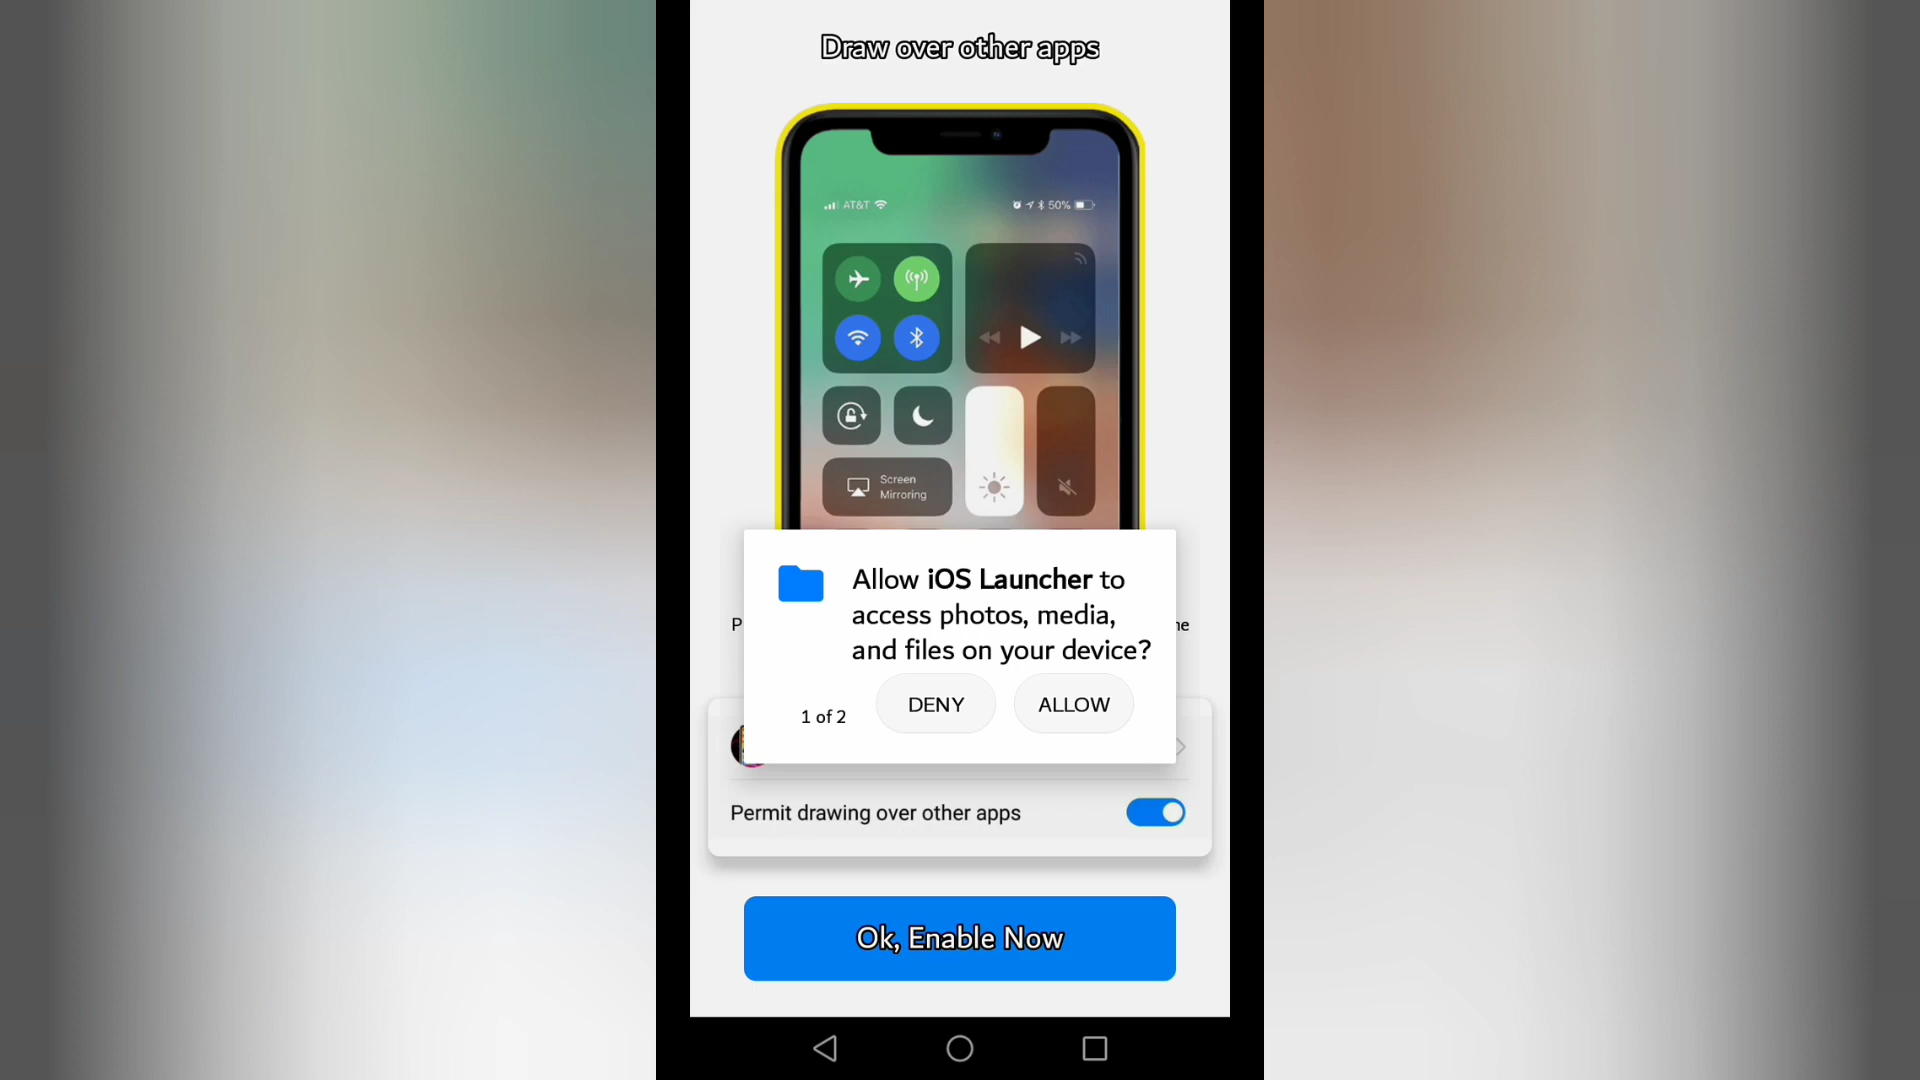 Draw over other apps
AT&T
50%
Screen
Mirroring
Allow iOS Launcher to
access photos, media,
and files on your device?
1 of 2
DENY
ALLOW
Permit drawing over other apps
Ok, Enable Now